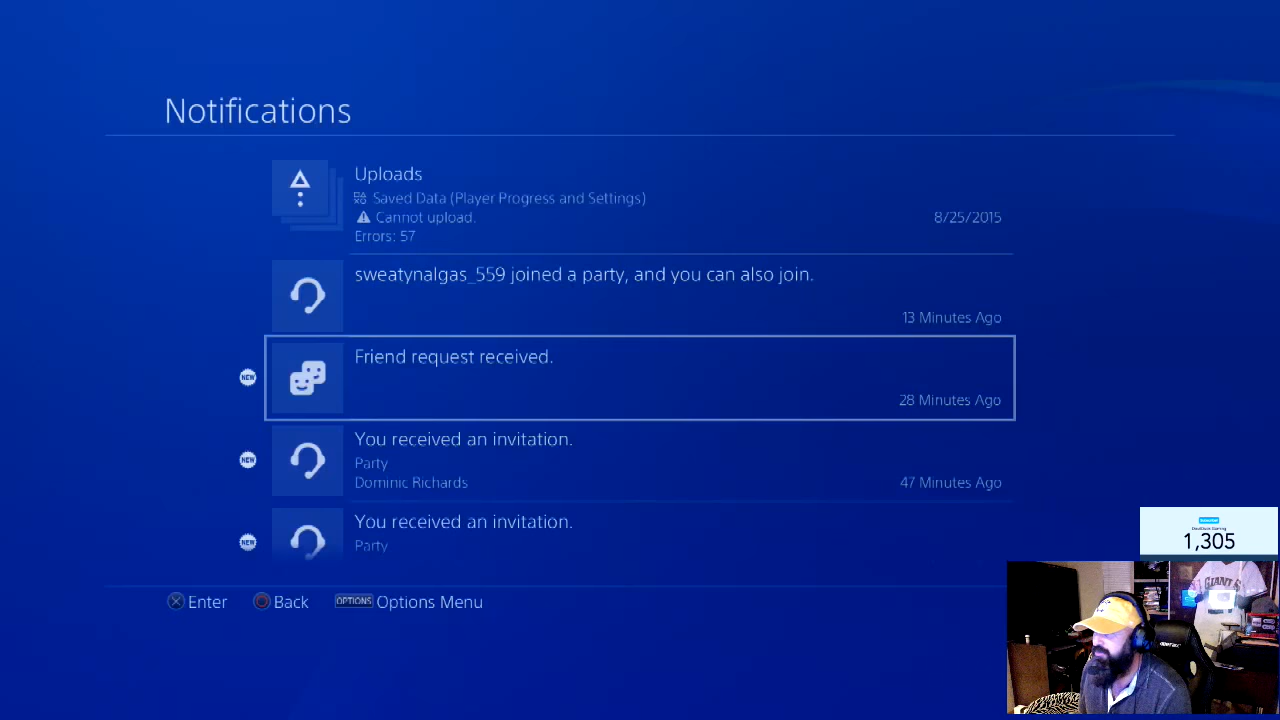 Notifications
Uploads
Saved Data (Player Progress and Settings)
Cannot upload.
8/25/2015
Errors: 57
sweatynalgas_559 joined a party, and you can also join.
13 Minutes Ago
Friend request received.
NEW
28 Minutes Ago
You received an invitation.
NEW
Party
Dominic Richards
47 Minutes Ago
You received an invitation.
NEW
Party
1,305
Enter
Back
OPTIONS Options Menu
GIANTS